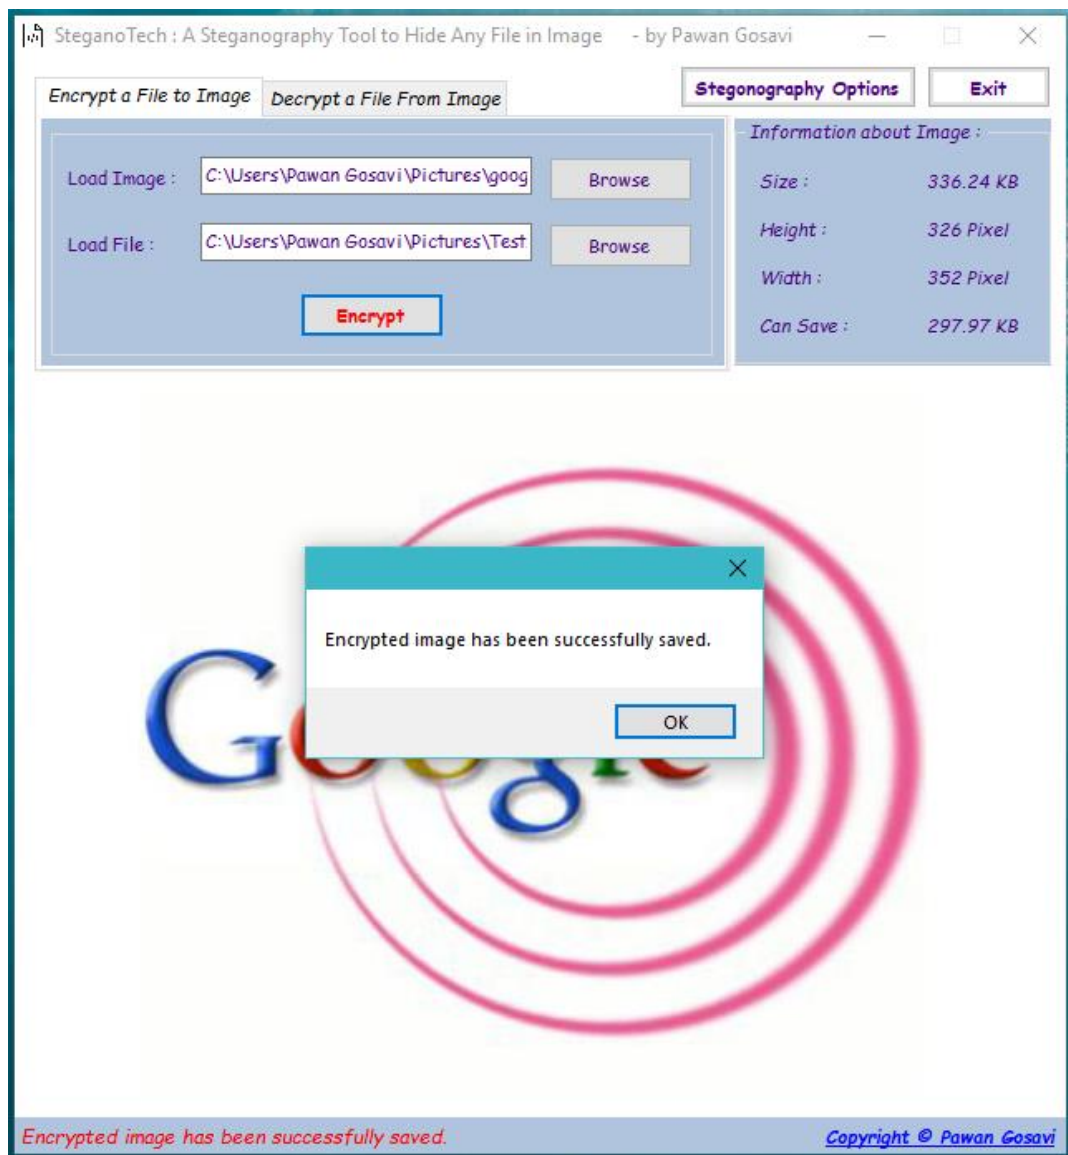 SteganoTech : A Steganography Tool to Hide Any File in Image - by Pawan Gosavi
Encrypt a File to Image
Decrypt a File From Image
Stegonography Options
Exit
Load Image :
C:\Users\Pawan Gosavi\Pictures\goog
Browse
Load File :
C:\Users\Pawan Gosavi\Pictures\Test
Browse
Encrypt
Information about Image :
Size : 336.24 KB
Height : 326 Pixel
Width : 352 Pixel
Can Save : 297.97 KB
Encrypted image has been successfully saved.
OK
Google
Encrypted image has been successfully saved.
Copyright © Pawan Gosavi